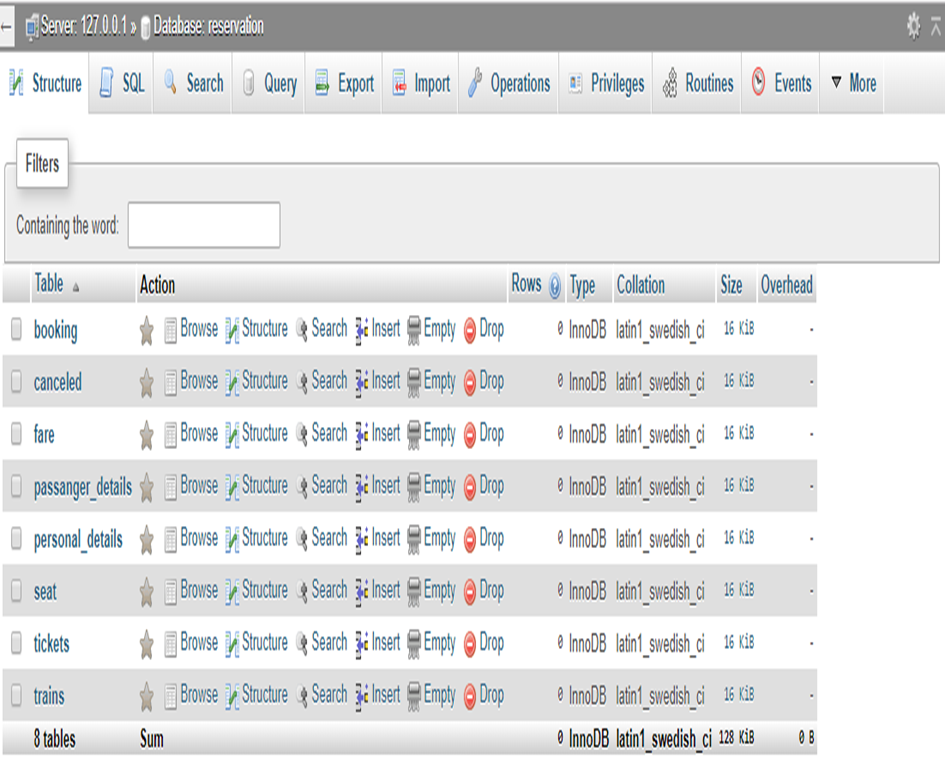 Server: 127.0.0.1 » Database: reservation
Structure SQL Search Query Export Import Operations Privileges Routines Events More
Filters
Containing the word:
Table Action Rows Type Collation Size Overhead
booking Browse Structure Search Insert Empty Drop 0 InnoDB latin1_swedish_ci 16 KiB -
canceled Browse Structure Search Insert Empty Drop 0 InnoDB latin1_swedish_ci 16 KiB -
fare Browse Structure Search Insert Empty Drop 0 InnoDB latin1_swedish_ci 16 KiB -
passanger_details Browse Structure Search Insert Empty Drop 0 InnoDB latin1_swedish_ci 16 KiB -
personal_details Browse Structure Search Insert Empty Drop 0 InnoDB latin1_swedish_ci 16 KiB -
seat Browse Structure Search Insert Empty Drop 0 InnoDB latin1_swedish_ci 16 KiB -
tickets Browse Structure Search Insert Empty Drop 0 InnoDB latin1_swedish_ci 16 KiB -
trains Browse Structure Search Insert Empty Drop 0 InnoDB latin1_swedish_ci 16 KiB -
8 tables Sum 0 InnoDB latin1_swedish_ci 128 KiB 0 B